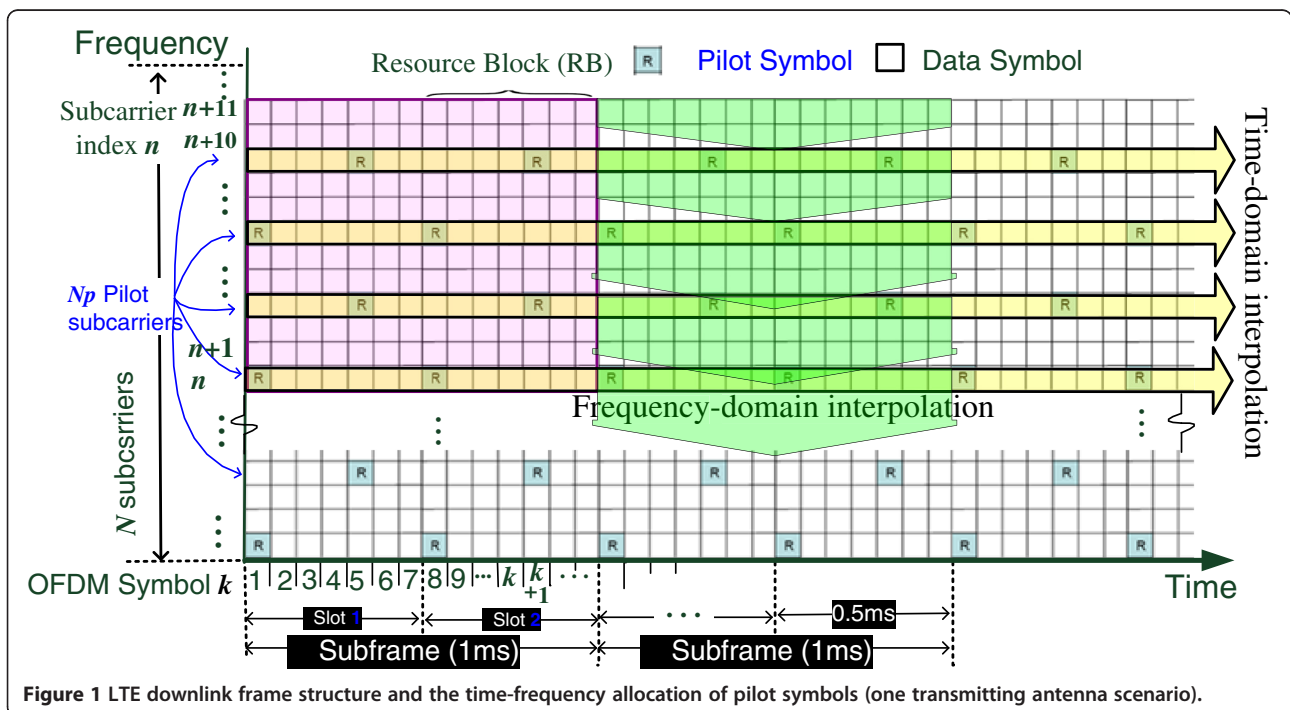 Frequency
Resource Block (RB)
R
Pilot Symbol
Data Symbol
Subcarrier
index n
n+11
n+10
R R R R R
R R R R R R
Np Pilot
subcarriers
R R R R R
n+1
n
R R R R R R
Time-domain interpolation
Frequency-domain interpolation
N subcsrriers
R R R R R
R R R R R R
OFDM Symbol k
1 2 3 4 5 6 7 8 9 ... k k+1 ...
Time
Slot 1
Slot 2
...
0.5ms
Subframe (1ms)
Subframe (1ms)
Figure 1 LTE downlink frame structure and the time-frequency allocation of pilot symbols (one transmitting antenna scenario).